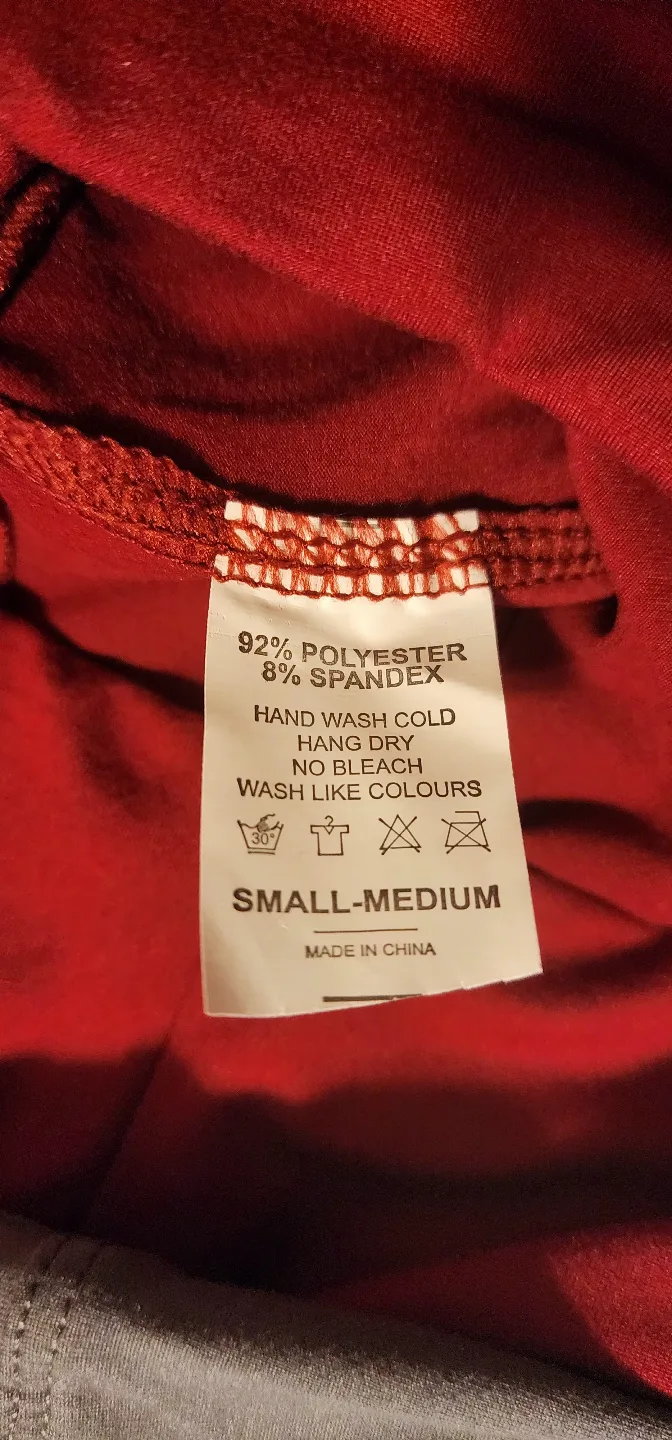 92% POLYESTER
8% SPANDEX
HAND WASH COLD
HANG DRY
NO BLEACH
WASH LIKE COLOURS
30°
SMALL-MEDIUM
MADE IN CHINA